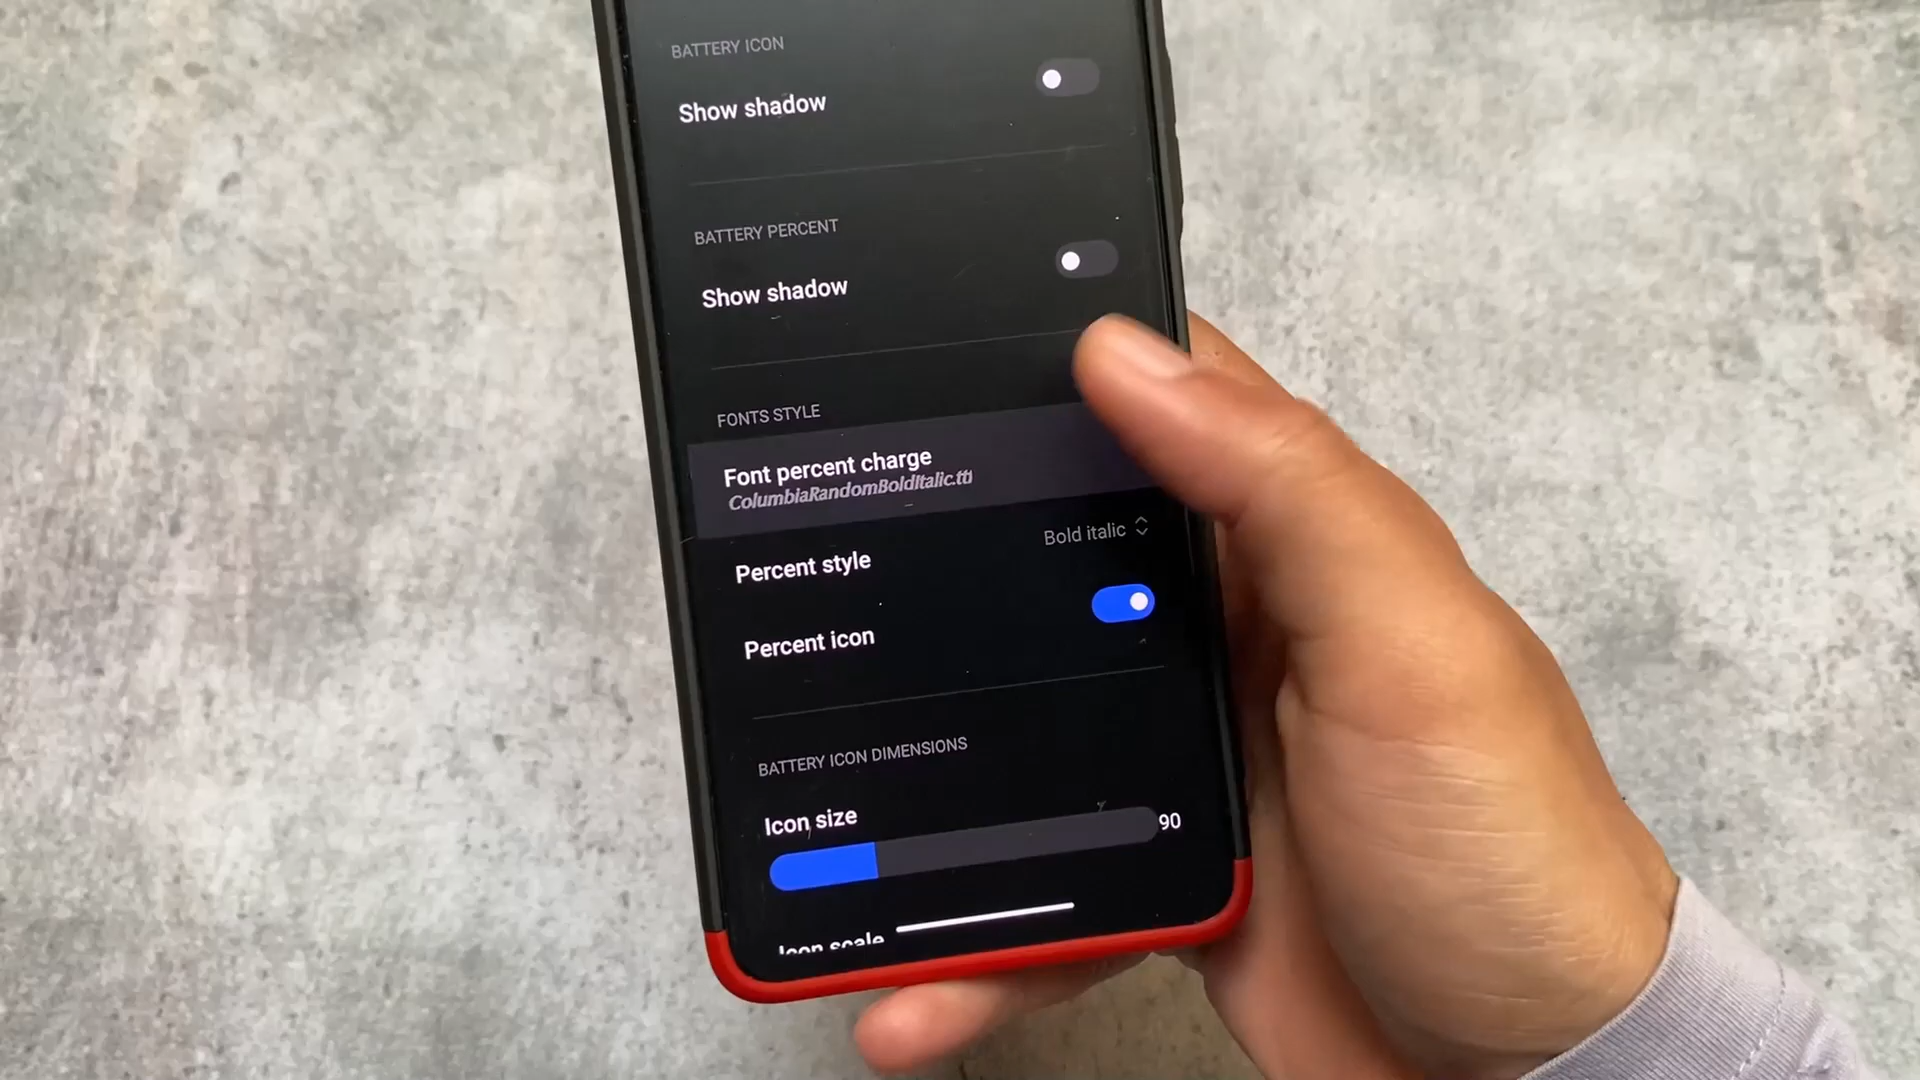 BATTERY ICON
Show shadow
BATTERY PERCENT
Show shadow
FONTS STYLE
Font percent charge
ColumbiaRandomBoldItalic.ttf
Percent style
Bold italic
Percent icon
BATTERY ICON DIMENSIONS
Icon size
90
Icon scale